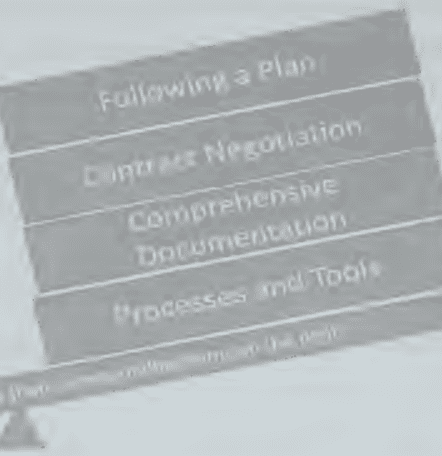 Following a Plan
Contract Negotiation
Comprehensive
Documentation
Processes and Tools